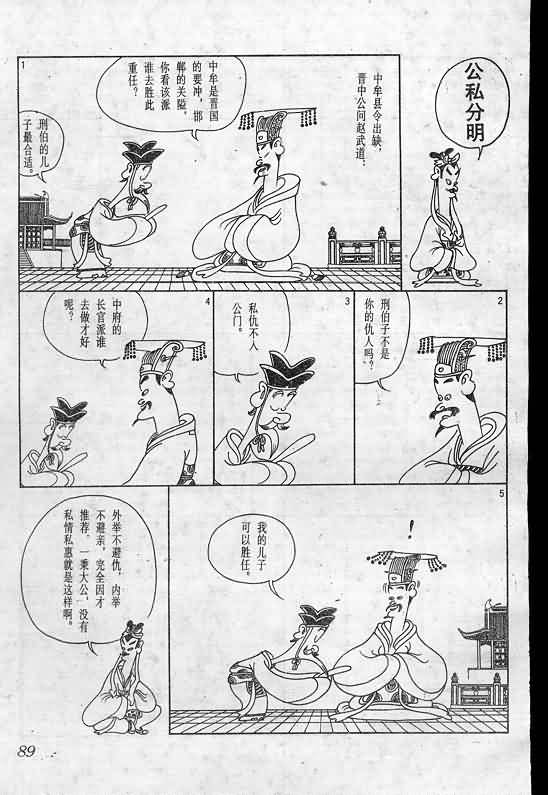 公私分明
中牟县令出缺,
晋中公问赵武道:
1
中牟是晋国
的要冲,邯
郸的关隘。
你看该派
谁去胜此
重任?
刑伯的儿
子最合适。
2
刑伯子不是
你的仇人吗?
3
私仇不入
公门。
4
中府的
长官派谁
去做才好
呢?
5
我的儿子
可以胜任。
!
外举不避仇,内举
不避亲,完全因才
推荐。一秉大公,没有
私情私惠就是这样啊。
89